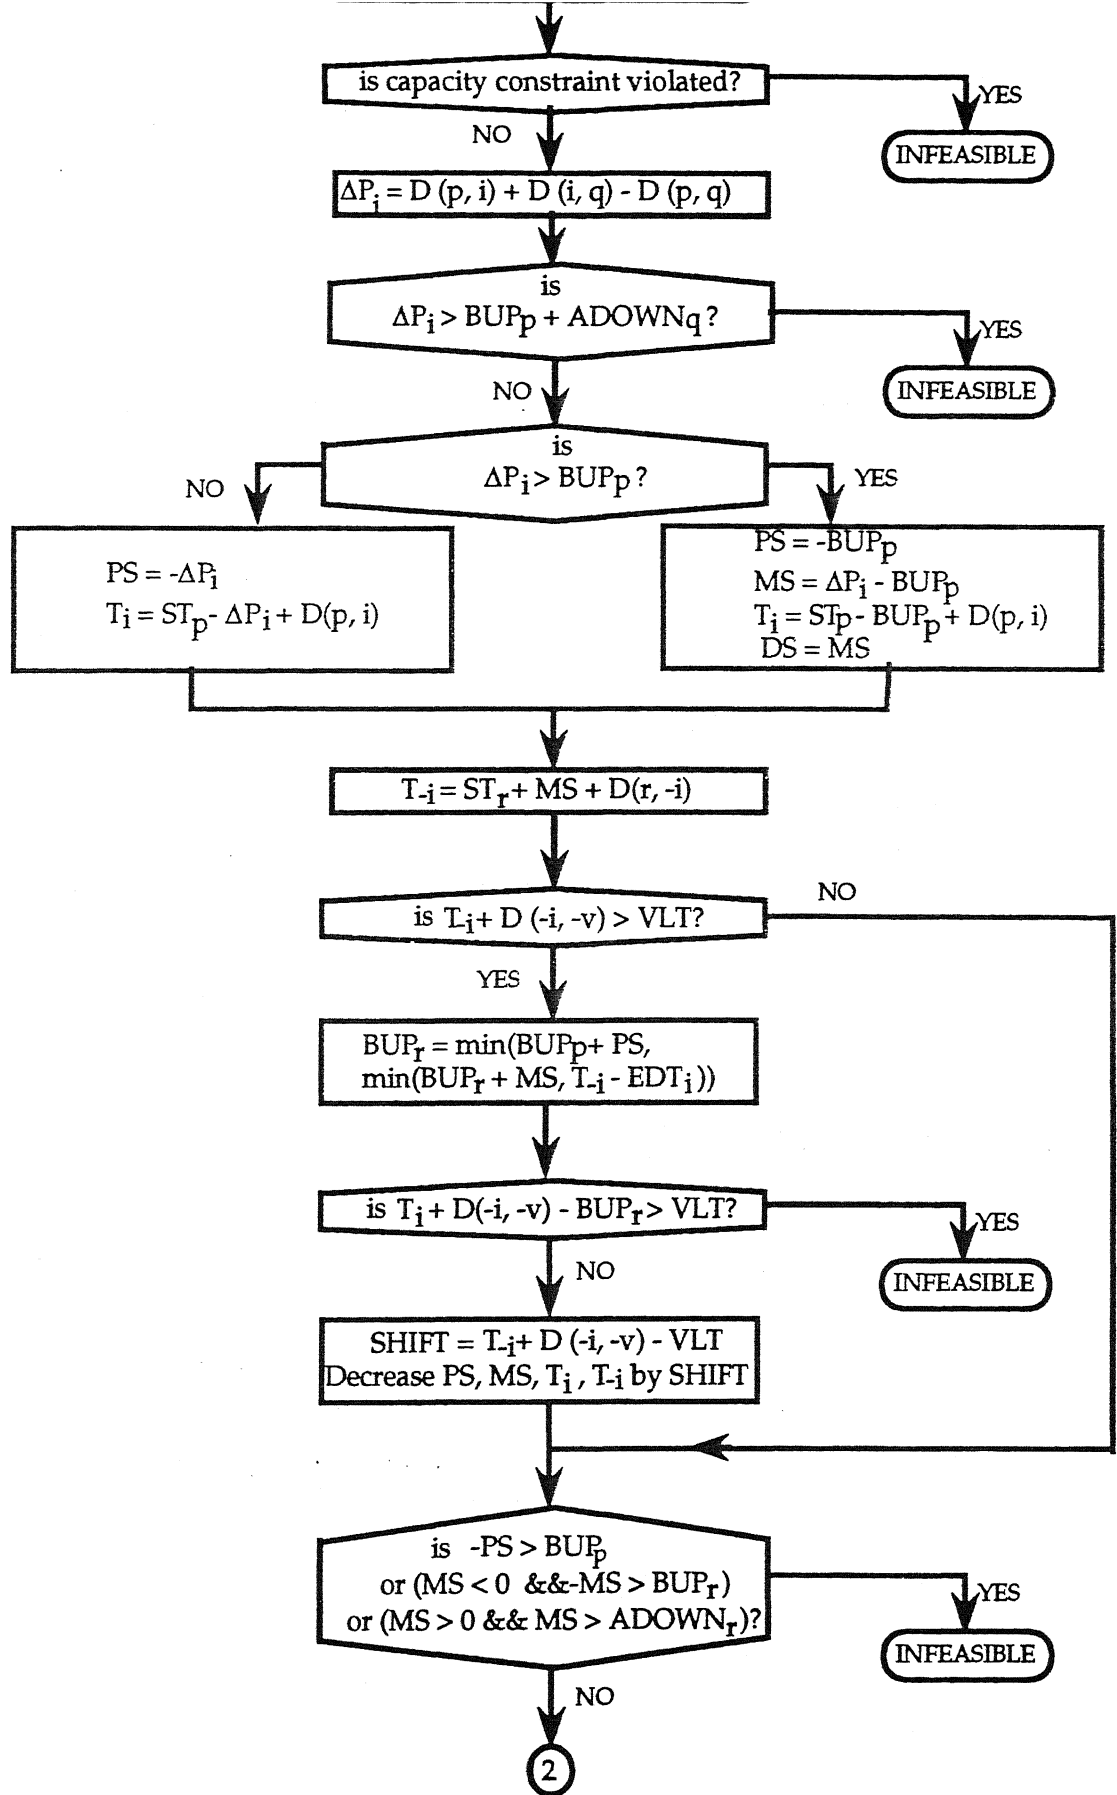 is capacity constraint violated?
YES
NO
INFEASIBLE
ΔPi = D (p, i) + D (i, q) - D (p, q)
is
ΔPi > BUPp + ADOWNq ?
YES
NO
INFEASIBLE
is
ΔPi > BUPp ?
NO
YES
PS = -ΔPi
Ti = STp - ΔPi + D(p, i)
PS = -BUPp
MS = ΔPi - BUPp
Ti = STp - BUPp + D(p, i)
DS = MS
T-i = STr + MS + D(r, -i)
NO
is T-i + D (-i, -v) > VLT?
YES
BUPr = min(BUPp + PS,
min(BUPr + MS, T-i - EDTi))
is Ti + D(-i, -v) - BUPr > VLT?
YES
NO
INFEASIBLE
SHIFT = T-i + D (-i, -v) - VLT
Decrease PS, MS, Ti , T-i by SHIFT
is -PS > BUPp
or (MS < 0 &&-MS > BUPr)
or (MS > 0 && MS > ADOWNr)?
YES
INFEASIBLE
NO
2